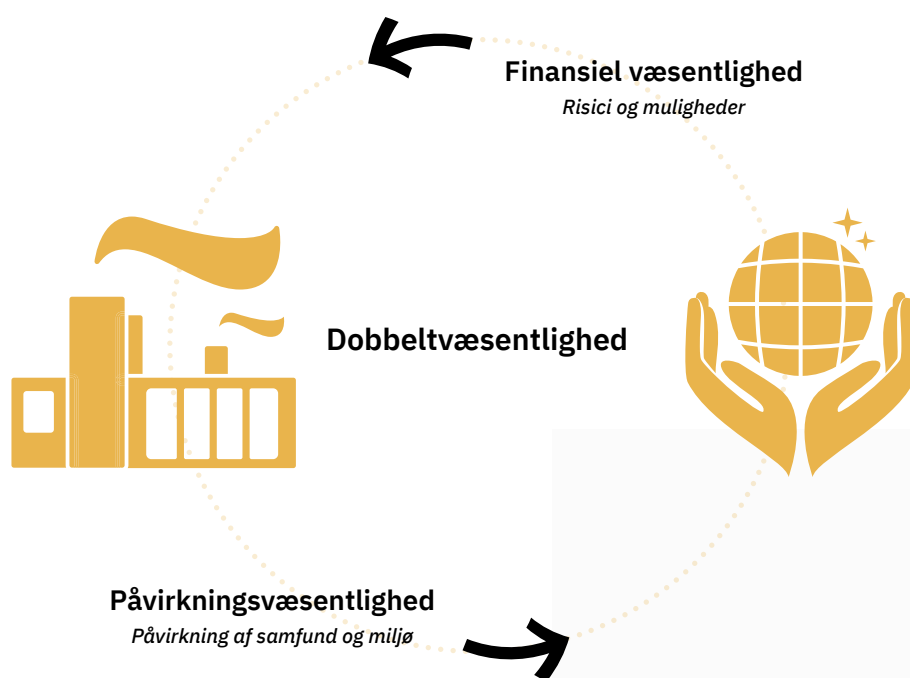 Finansiel væsentlighed
Risici og muligheder
Dobbeltvæsentlighed
Påvirkningsvæsentlighed
Påvirkning af samfund og miljø